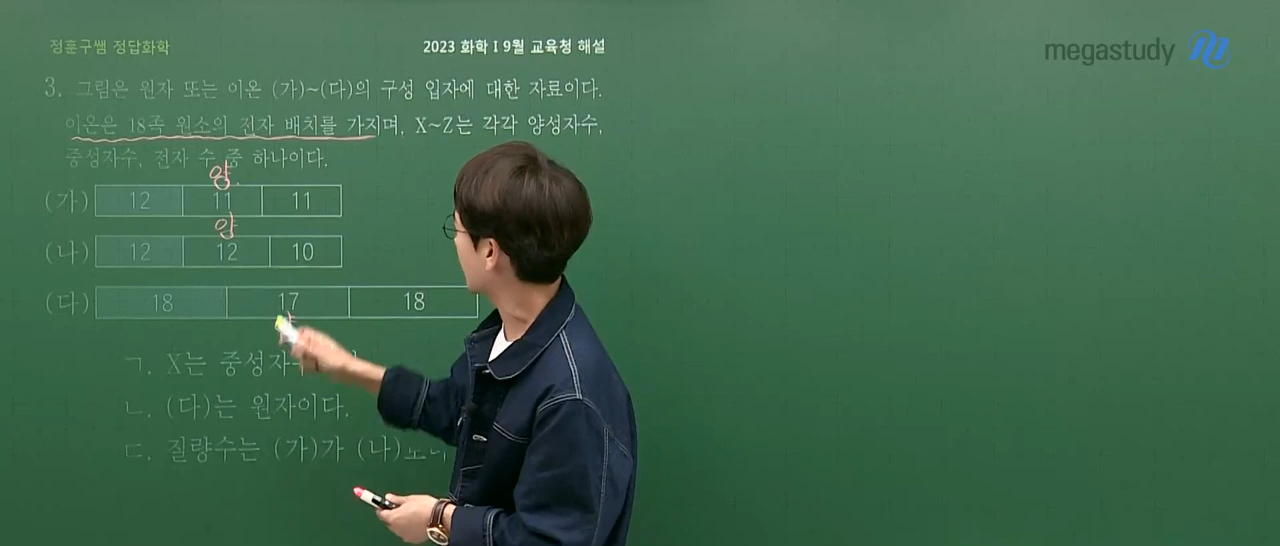 정훈구쌤 정답화학
2023 화학 I 9월 교육청 해설
megastudy
3. 그림은 원자 또는 이온 (가)~(다)의 구성 입자에 대한 자료이다.
이온은 18족 원소의 전자 배치를 가지며, X~Z는 각각 양성자수,
중성자수, 전자 수 중 하나이다.
양
(가) 12 11 11
양
(나) 12 12 10
(다) 18 17 18
ㄱ. X는 중성자수
ㄴ. (다)는 원자이다.
ㄷ. 질량수는 (가)가 (나)보다